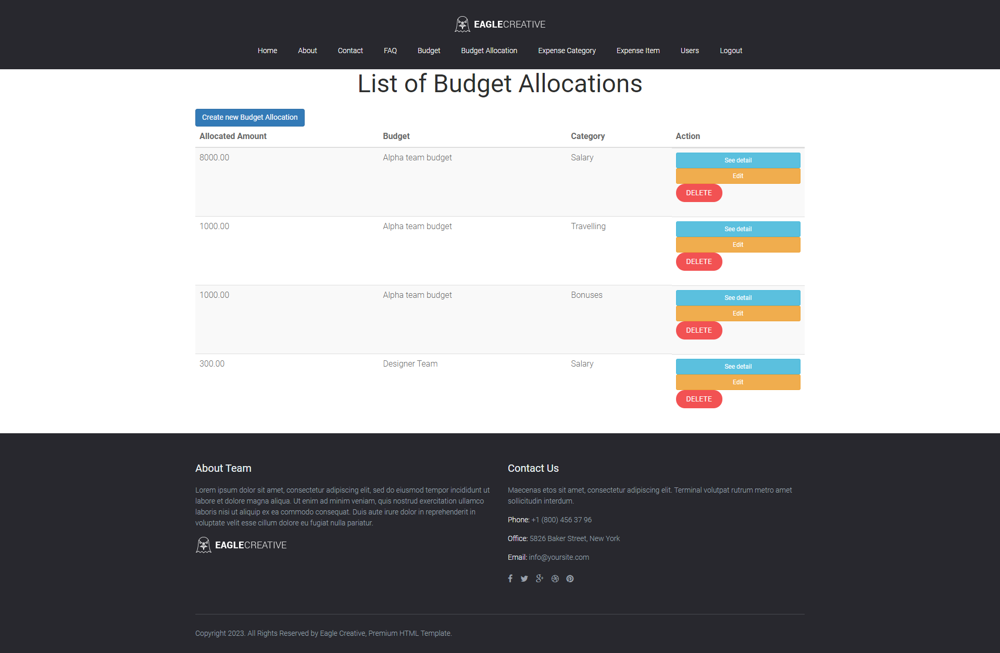 EAGLECREATIVE
Home About Contact FAQ Budget Budget Allocation Expense Category Expense Item Users Logout
List of Budget Allocations
Create new Budget Allocation
Allocated Amount Budget Category Action
8000.00 Alpha team budget Salary See detail
Edit
DELETE
1000.00 Alpha team budget Travelling See detail
Edit
DELETE
1000.00 Alpha team budget Bonuses See detail
Edit
DELETE
300.00 Designer Team Salary See detail
Edit
DELETE
About Team
Lorem ipsum dolor sit amet, consectetur adipiscing elit, sed do eiusmod tempor incididunt ut
labore et dolore magna aliqua. Ut enim ad minim veniam, quis nostrud exercitation ullamco
laboris nisi ut aliquip ex ea commodo consequat. Duis aute irure dolor in reprehenderit in
voluptate velit esse cillum dolore eu fugiat nulla pariatur.
EAGLECREATIVE
Contact Us
Maecenas etos sit amet, consectetur adipiscing elit. Terminal volutpat rutrum metro amet
sollicitudin interdum.
Phone: +1 (800) 456 37 96
Office: 5826 Baker Street, New York
Email: info@yoursite.com
Copyright 2023. All Rights Reserved by Eagle Creative, Premium HTML Template.